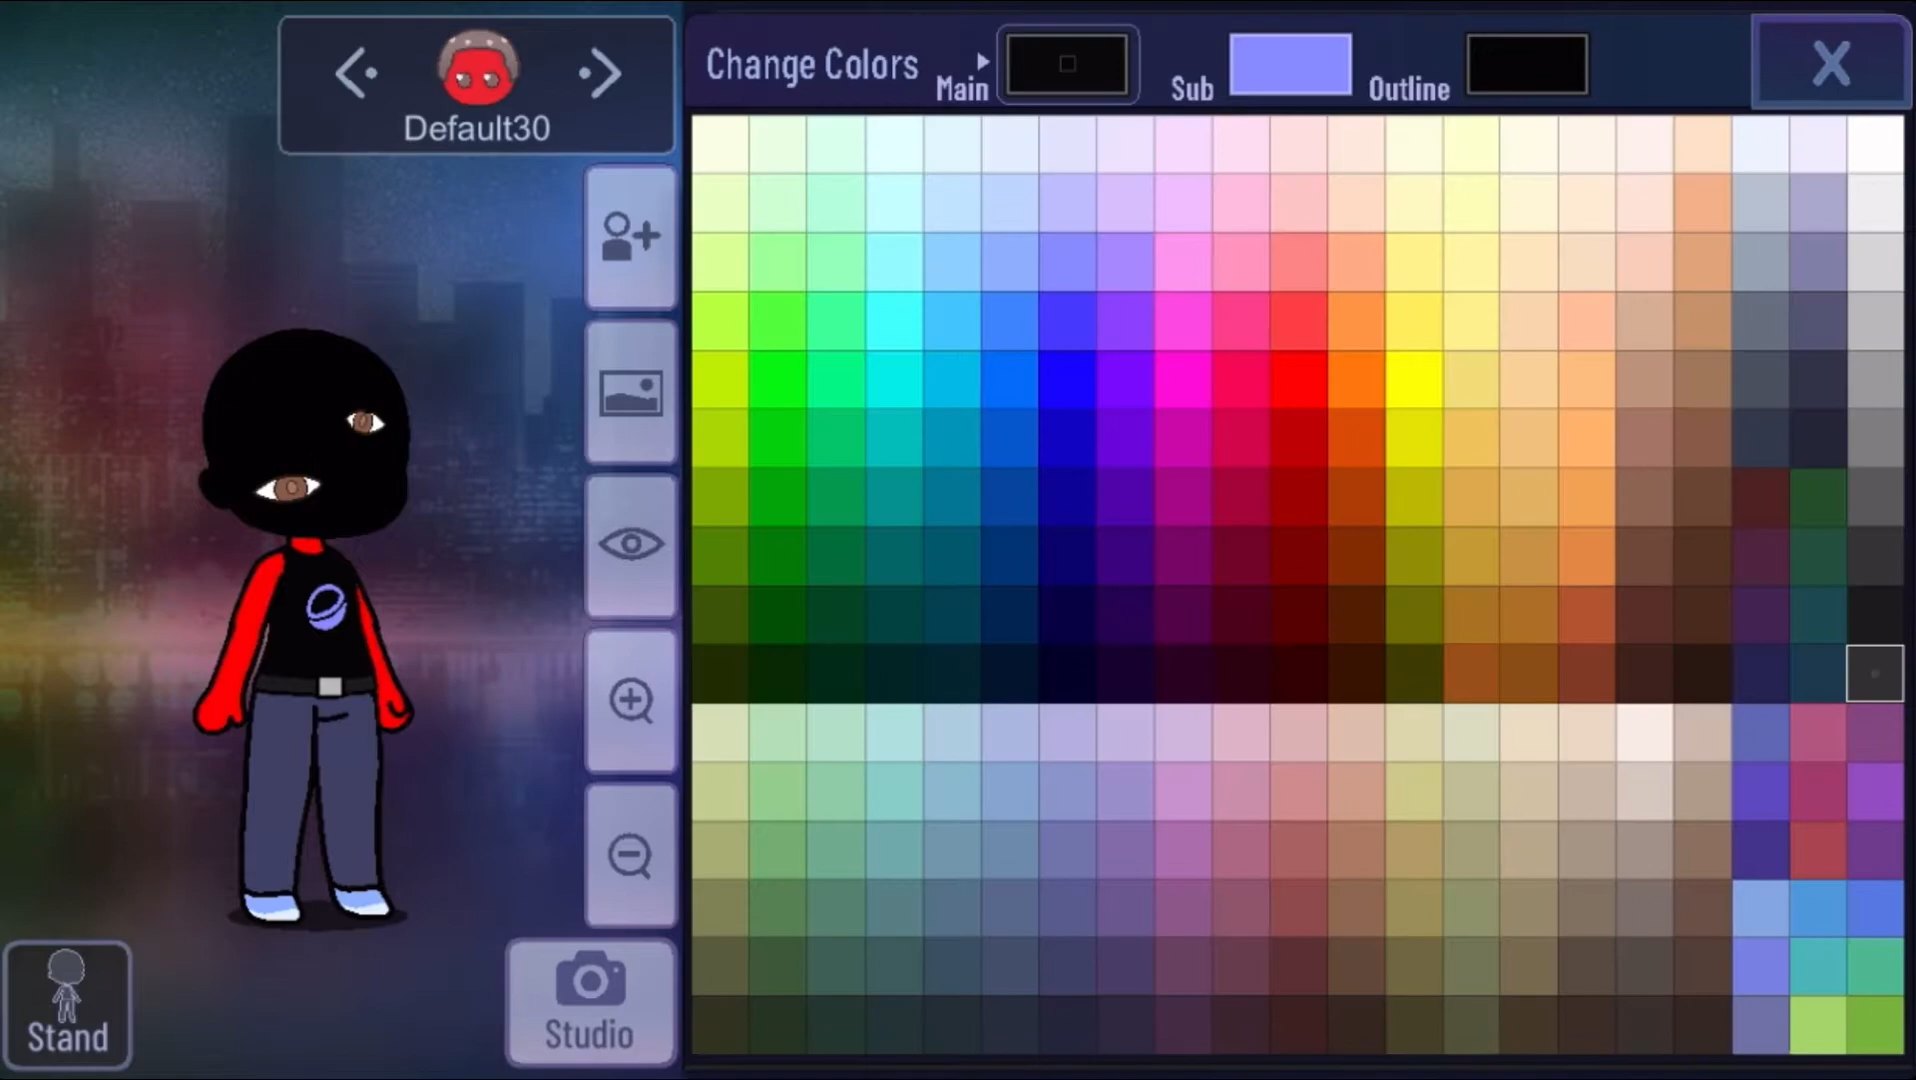 Default30
Change Colors
Main
Sub
Outline
X
Stand
Studio